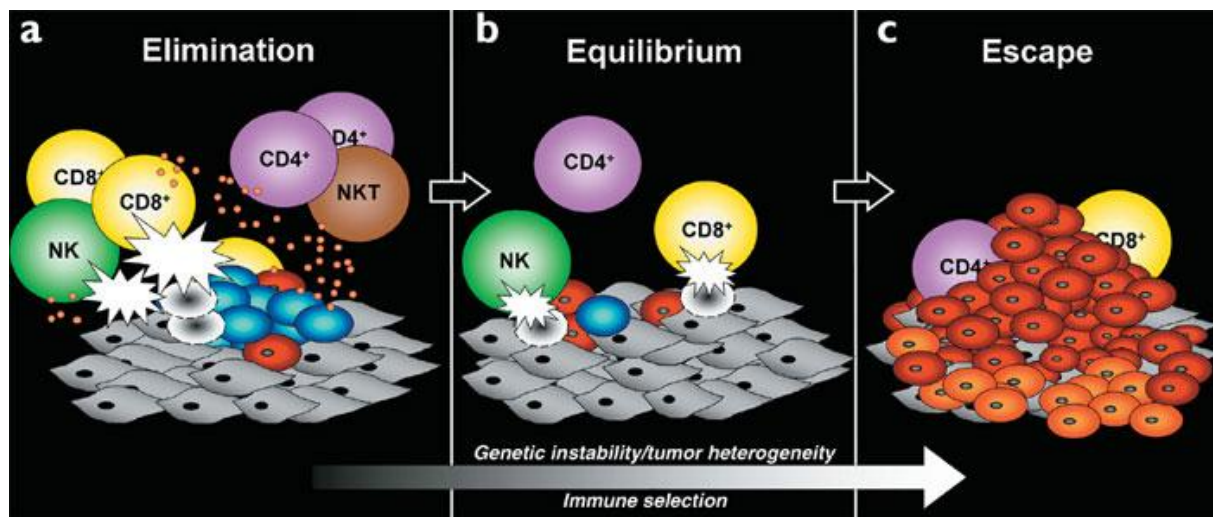 a
Elimination
b
Equilibrium
c
Escape
CD8⁺
CD8⁺
NK
CD4⁺
D4⁺
NKT
CD4⁺
NK
CD8⁺
CD4⁺
CD8⁺
Genetic instability/tumor heterogeneity
Immune selection